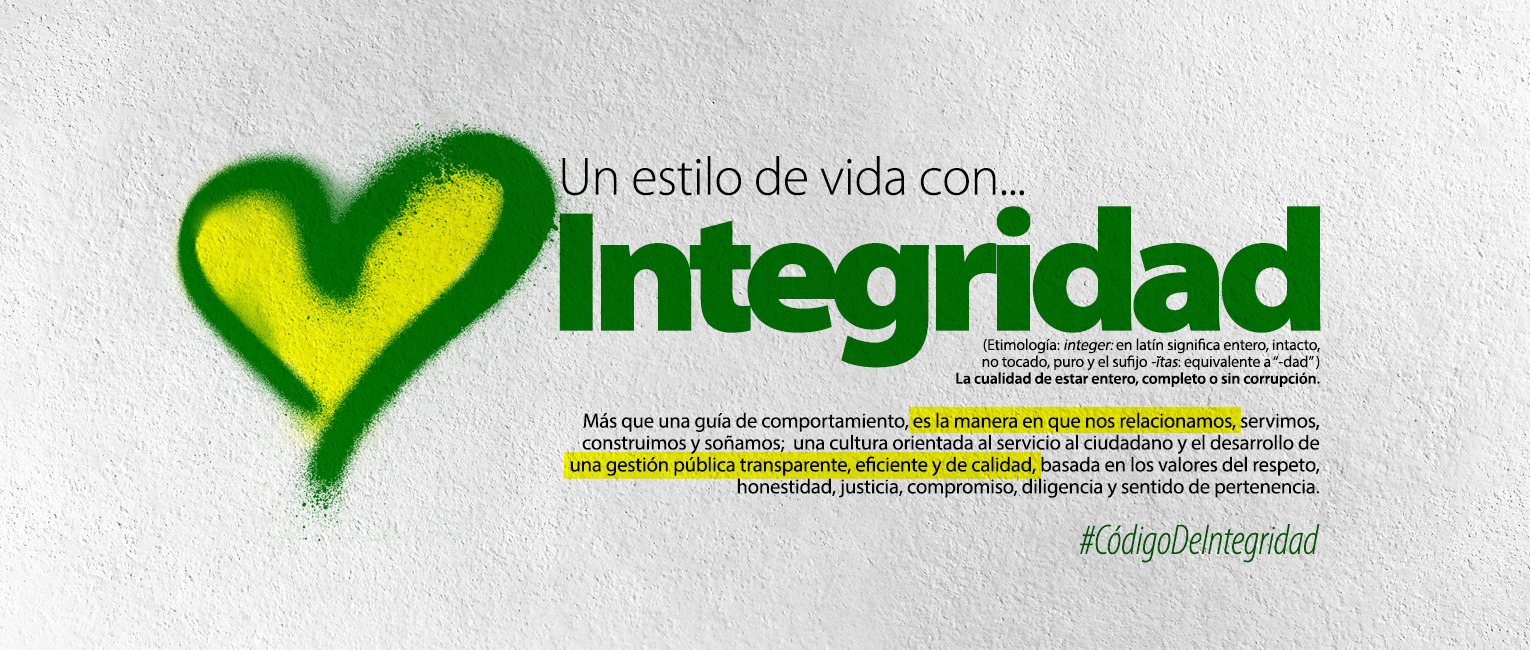 Un estilo de vida con...
Integridad
(Etimología: integer: en latín significa entero, intacto,
no tocado, puro y el sufijo -ĭtas: equivalente a “-dad” )
La cualidad de estar entero, completo o sin corrupción.
Más que una guía de comportamiento, es la manera en que nos relacionamos, servimos,
construimos y soñamos; una cultura orientada al servicio al ciudadano y el desarrollo de
una gestión pública transparente, eficiente y de calidad, basada en los valores del respeto,
honestidad, justicia, compromiso, diligencia y sentido de pertenencia.
#CódigoDeIntegridad